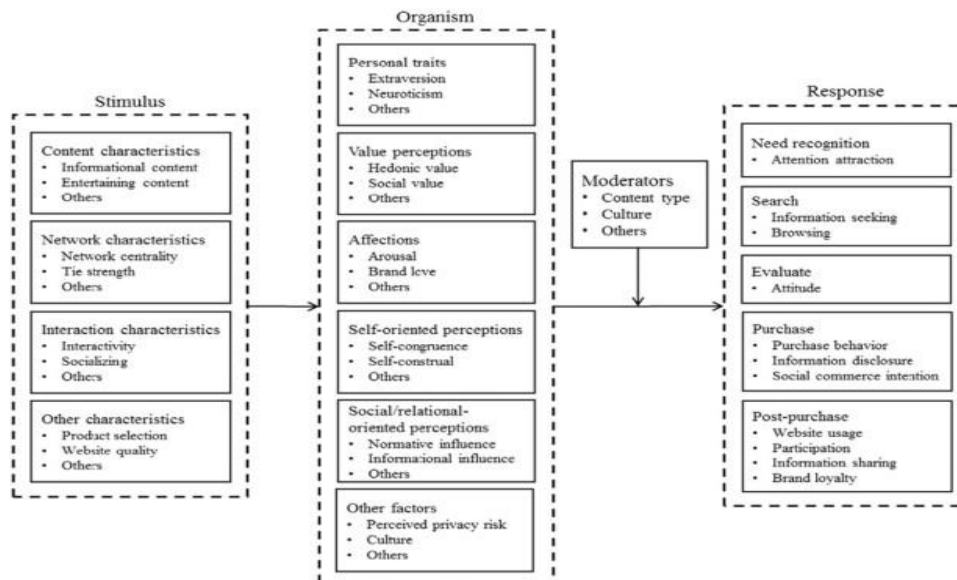 Stimulus
Content characteristics
• Informational content
• Entertaining content
• Others
Network characteristics
• Network centrality
• Tie strength
• Others
Interaction characteristics
• Interactivity
• Socializing
• Others
Other characteristics
• Product selection
• Website quality
• Others
Organism
Personal traits
• Extraversion
• Neuroticism
• Others
Value perceptions
• Hedonic value
• Social value
• Others
Affections
• Arousal
• Brand love
• Others
Self-oriented perceptions
• Self-congruence
• Self-construal
• Others
Social/relational-
oriented perceptions
• Normative influence
• Informational influence
• Others
Other factors
• Perceived privacy risk
• Culture
• Others
Moderators
• Content type
• Culture
• Others
Response
Need recognition
• Attention attraction
Search
• Information seeking
• Browsing
Evaluate
• Attitude
Purchase
• Purchase behavior
• Information disclosure
• Social commerce intention
Post-purchase
• Website usage
• Participation
• Information sharing
• Brand loyalty